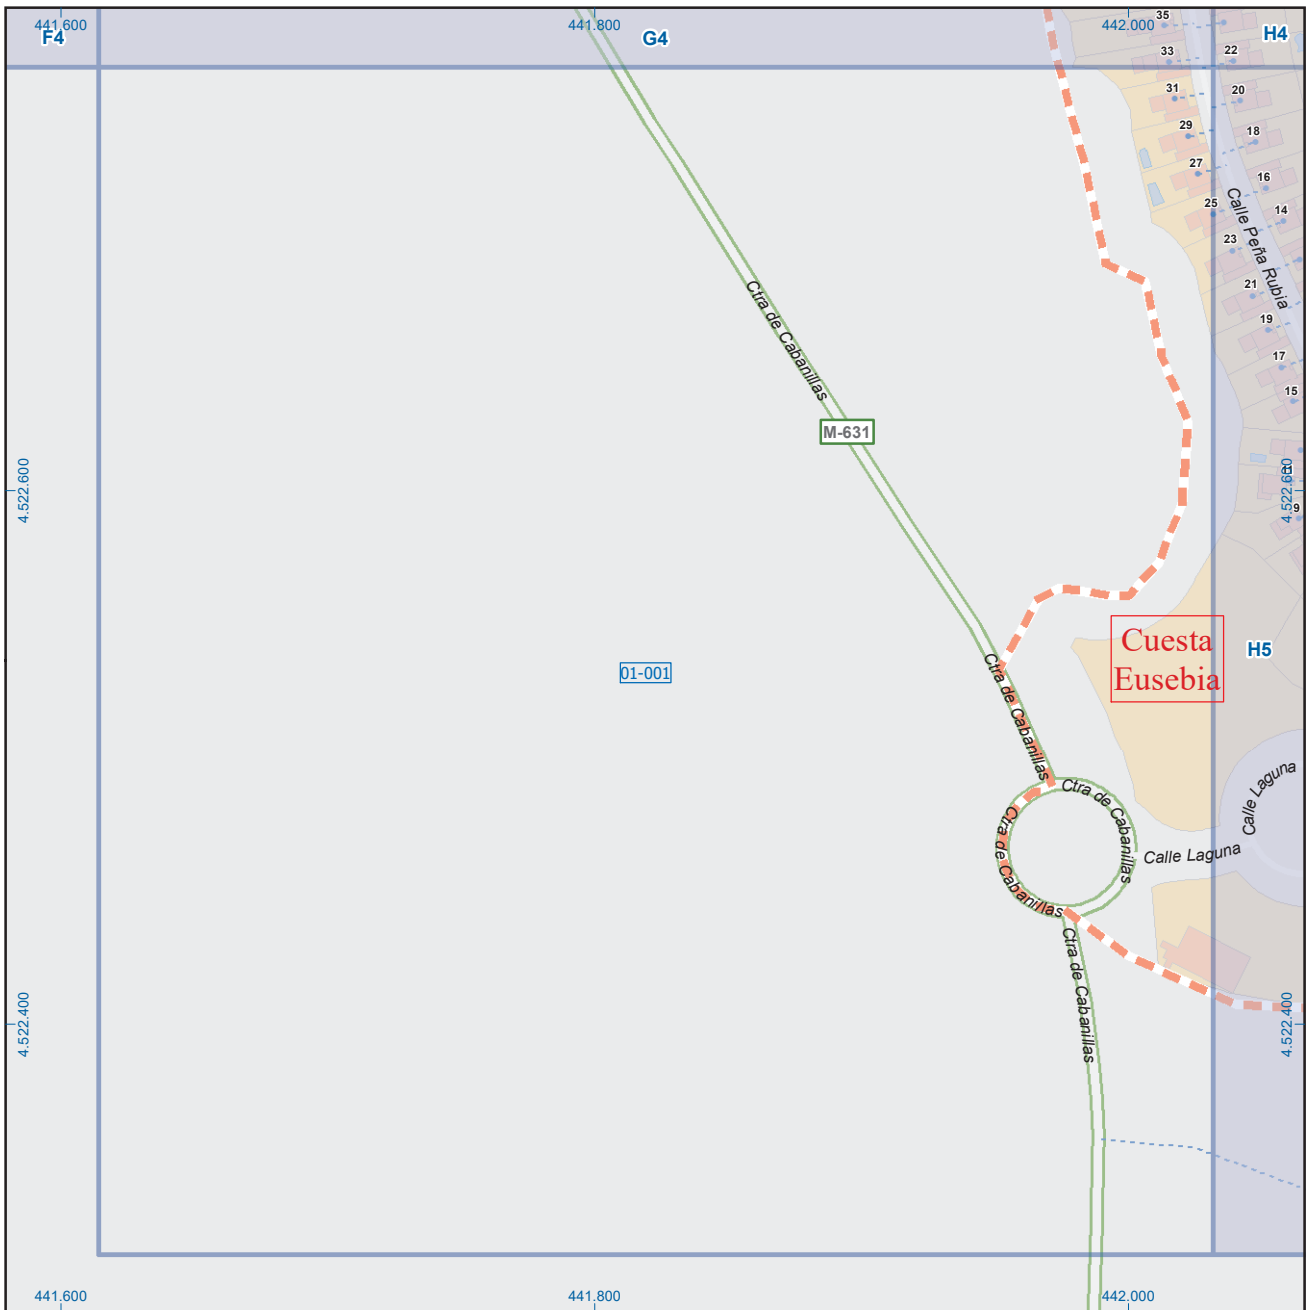 441.600
441.800
442.000
F4
G4
H4
35
33
22
31
20
29
18
27
16
25
14
23
Calle Peña Rubia
21
19
17
15
9
Ctra de Cabanillas
M-631
4.522.600
4.522.600
Cuesta
Eusebia
H5
01-001
Ctra de Cabanillas
Ctra de Cabanillas
Ctra de Cabanillas
Calle Laguna
Calle Laguna
Ctra de Cabanillas
4.522.400
4.522.400
441.600
441.800
442.000